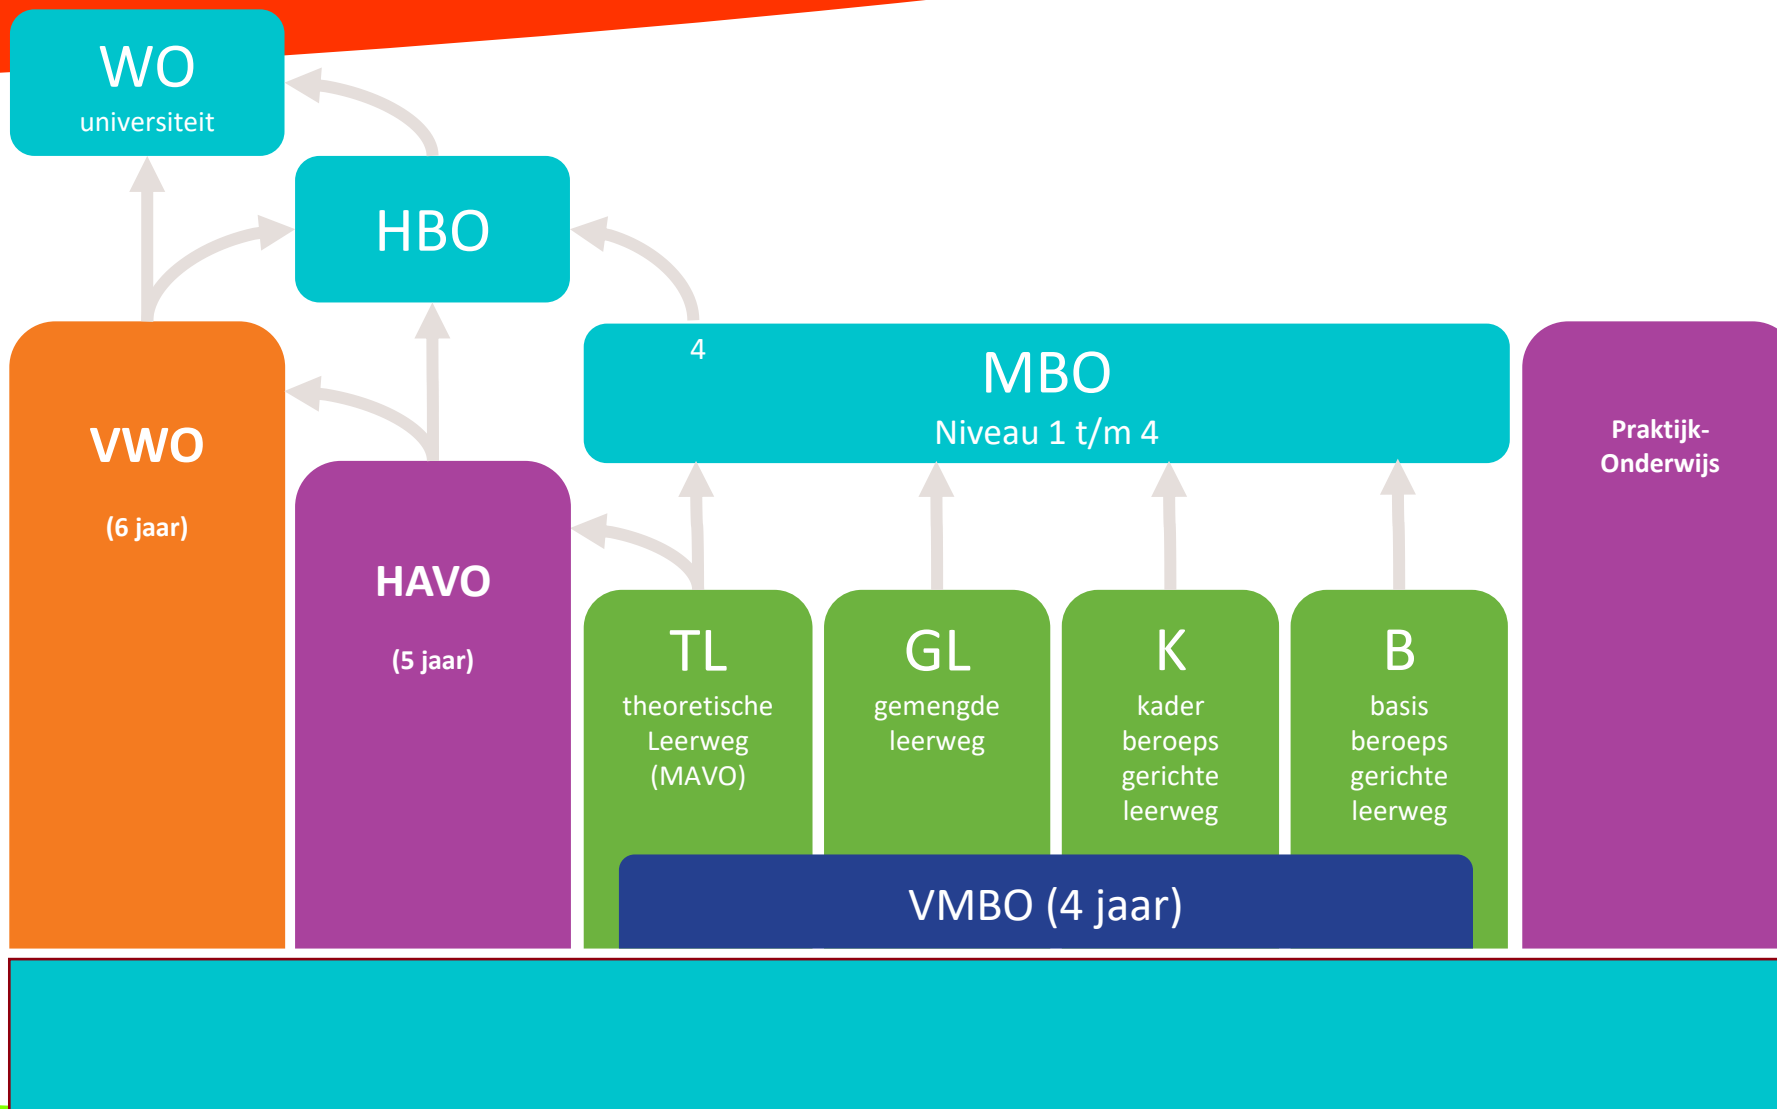 WO
universiteit
HBO
4
MBO
Niveau 1 t/m 4
VWO
(6 jaar)
HAVO
(5 jaar)
Praktijk-
Onderwijs
TL
theoretische
Leerweg
(MAVO)
GL
gemengde
leerweg
K
kader
beroeps
gerichte
leerweg
B
basis
beroeps
gerichte
leerweg
VMBO (4 jaar)